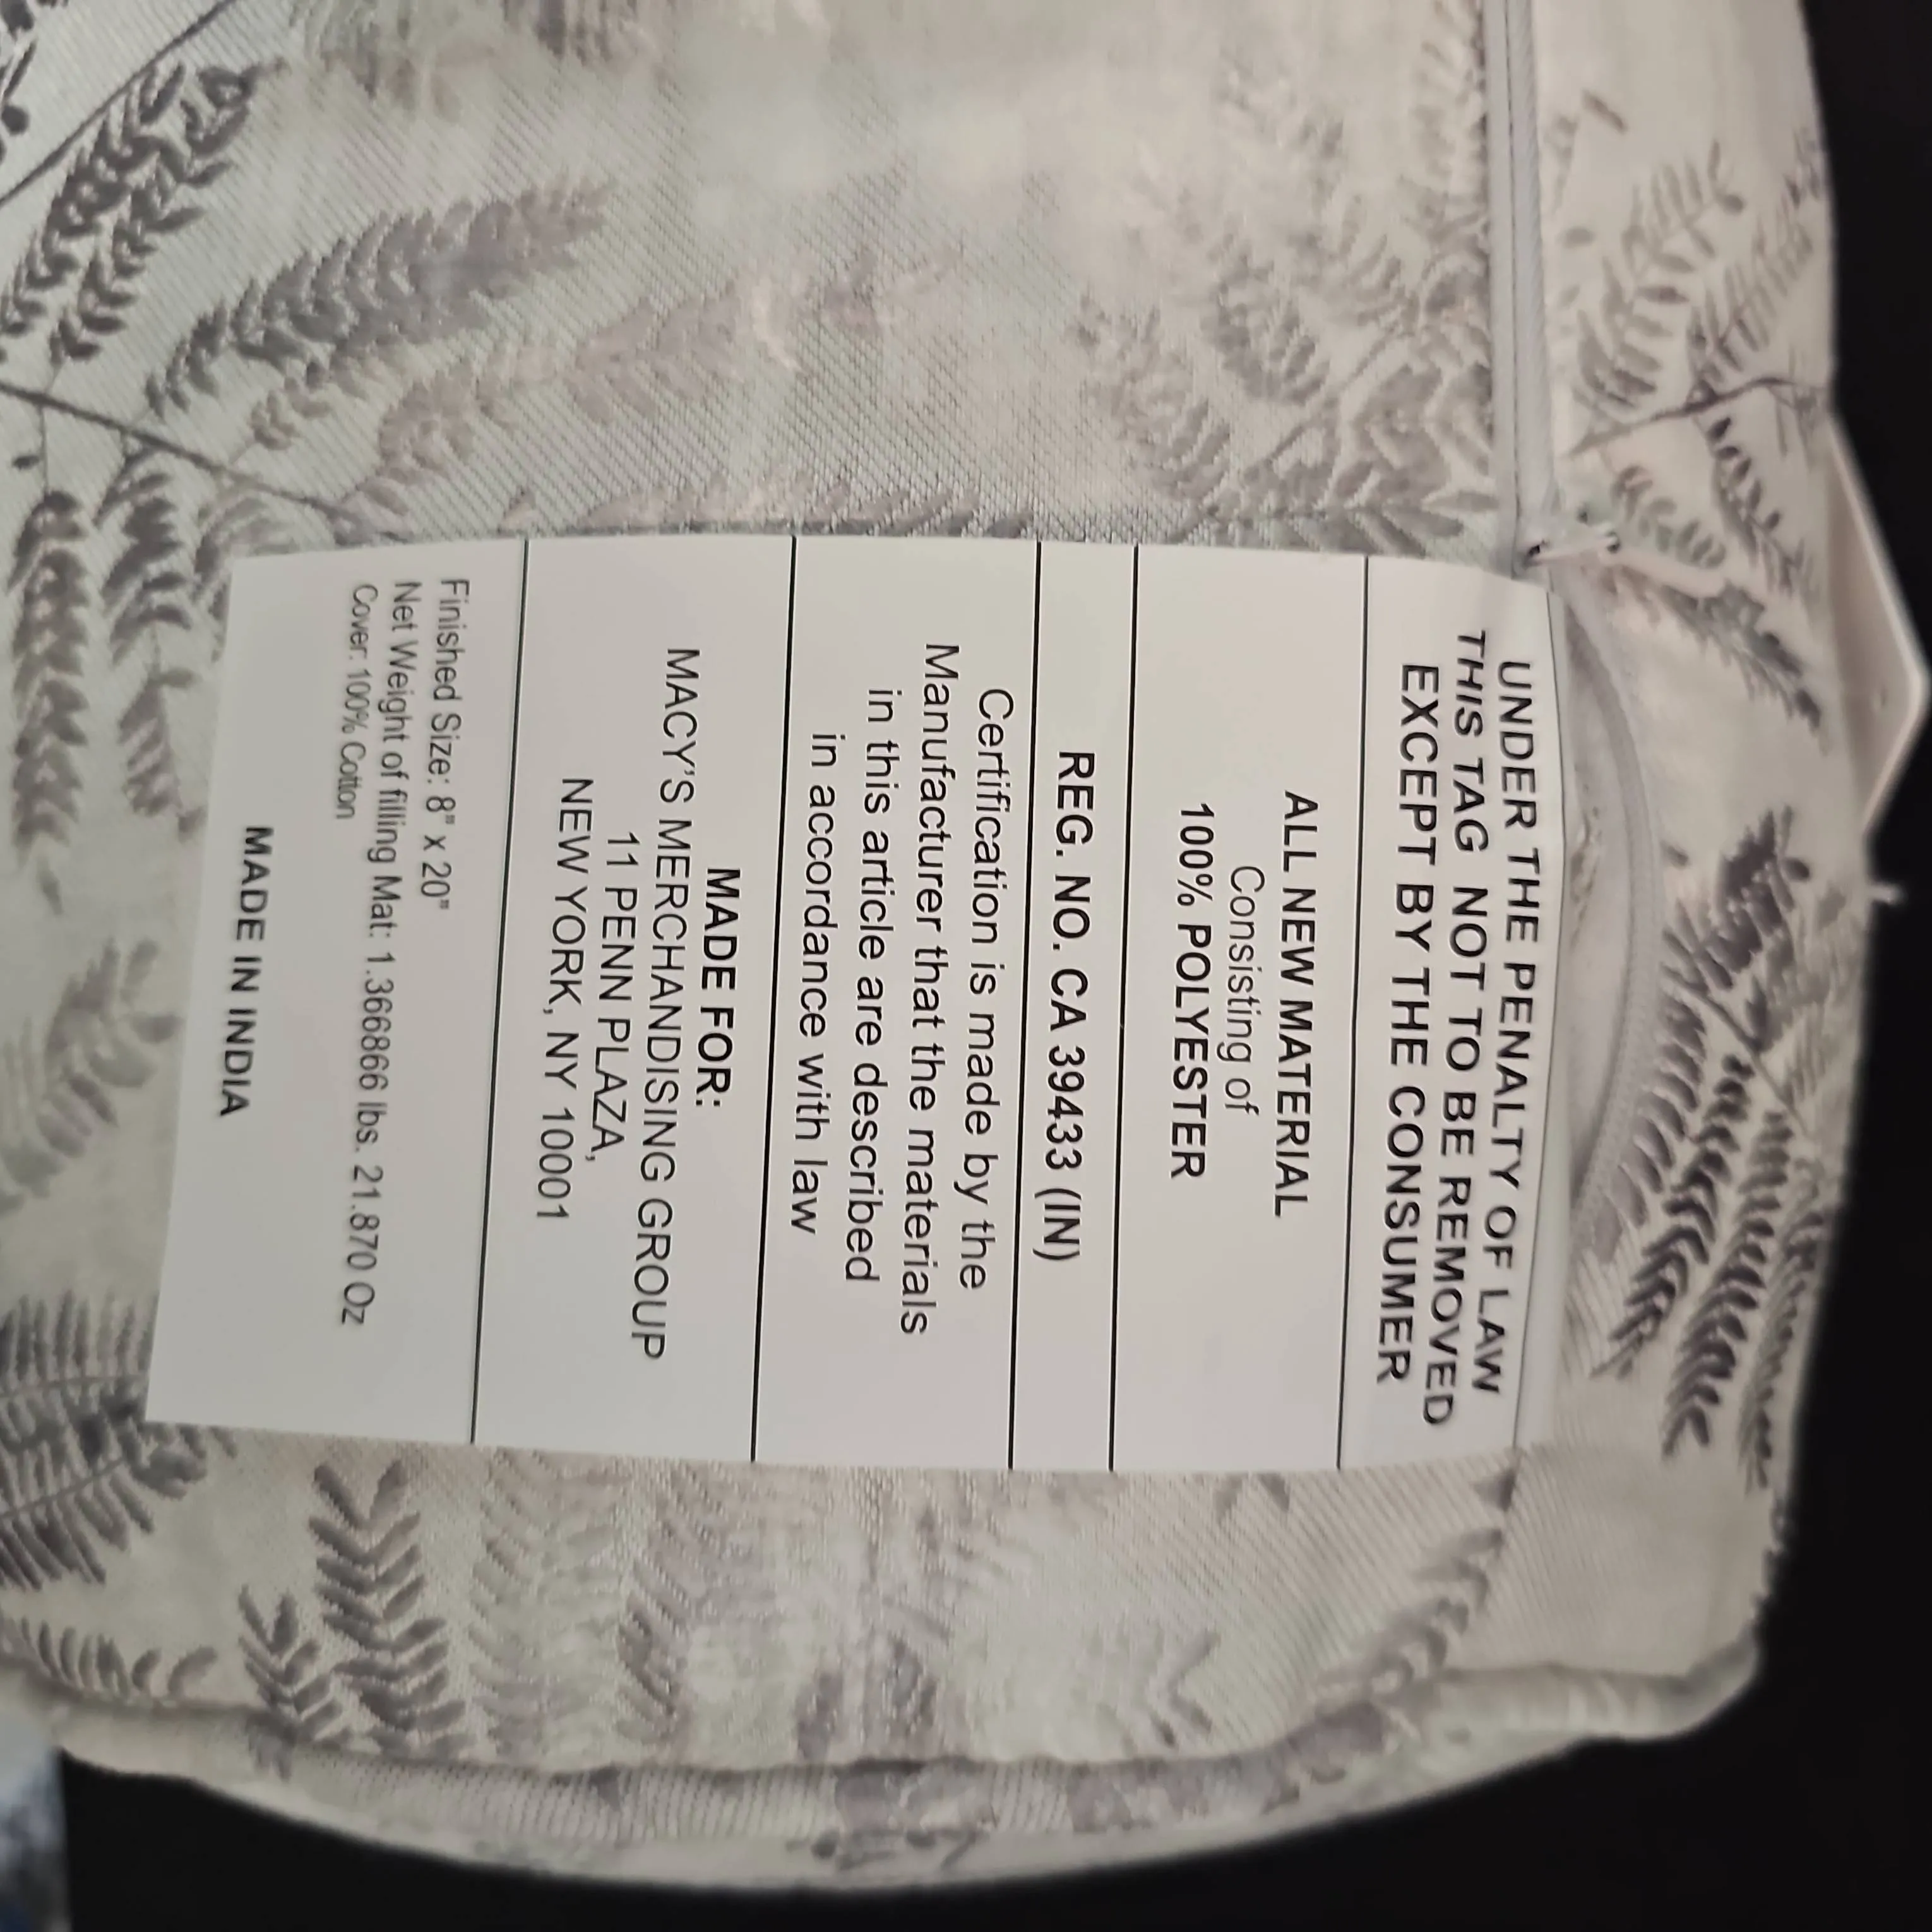 UNDER THE PENALTY OF LAW
THIS TAG NOT TO BE REMOVED
EXCEPT BY THE CONSUMER
ALL NEW MATERIAL
Consisting of
100% POLYESTER
REG. NO. CA 39433 (IN)
Certification is made by the
Manufacturer that the materials
in this article are described
in accordance with law
MADE FOR:
MACY'S MERCHANDISING GROUP
11 PENN PLAZA,
NEW YORK, NY 10001
Finished Size: 8" x 20"
Net Weight of filling Mat: 1.366866 lbs. 21.870 Oz
Cover: 100% Cotton
MADE IN INDIA